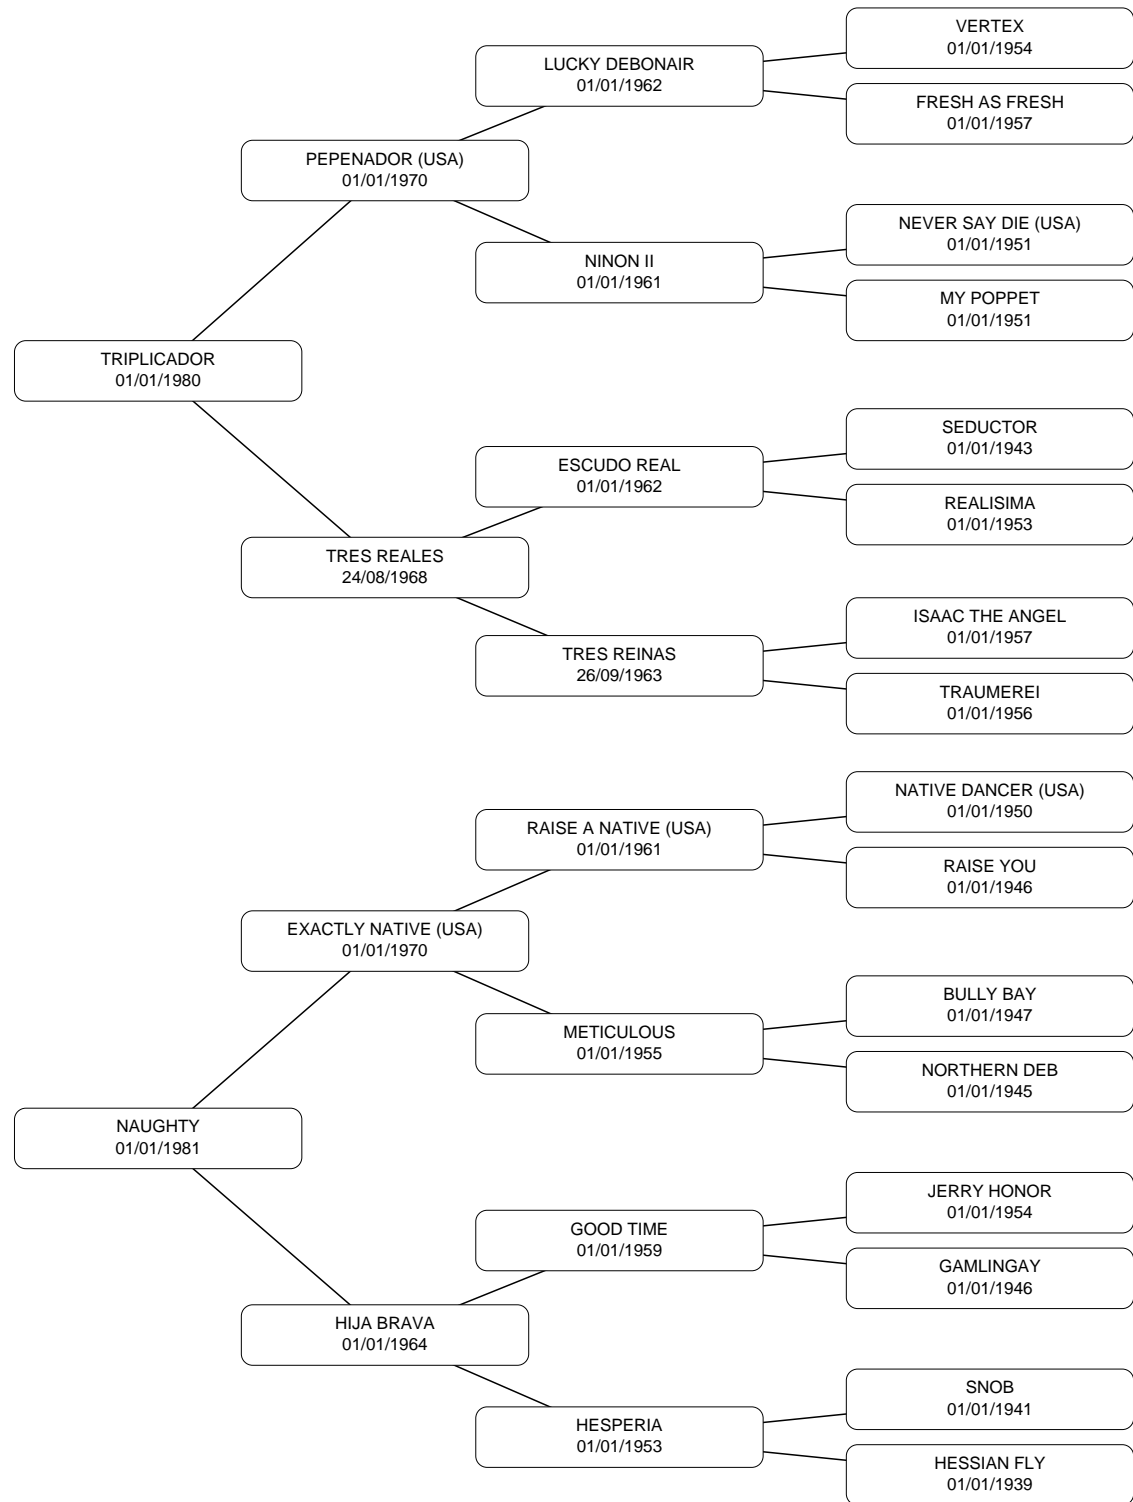 VERTEX
01/01/1954
LUCKY DEBONAIR
01/01/1962
FRESH AS FRESH
01/01/1957
PEPENADOR (USA)
01/01/1970
NEVER SAY DIE (USA)
01/01/1951
NINON II
01/01/1961
MY POPPET
01/01/1951
TRIPLICADOR
01/01/1980
SEDUCTOR
01/01/1943
ESCUDO REAL
01/01/1962
REALISIMA
01/01/1953
TRES REALES
24/08/1968
ISAAC THE ANGEL
01/01/1957
TRES REINAS
26/09/1963
TRAUMEREI
01/01/1956
NATIVE DANCER (USA)
01/01/1950
RAISE A NATIVE (USA)
01/01/1961
RAISE YOU
01/01/1946
EXACTLY NATIVE (USA)
01/01/1970
BULLY BAY
01/01/1947
METICULOUS
01/01/1955
NORTHERN DEB
01/01/1945
NAUGHTY
01/01/1981
JERRY HONOR
01/01/1954
GOOD TIME
01/01/1959
GAMLINGAY
01/01/1946
HIJA BRAVA
01/01/1964
SNOB
01/01/1941
HESPERIA
01/01/1953
HESSIAN FLY
01/01/1939